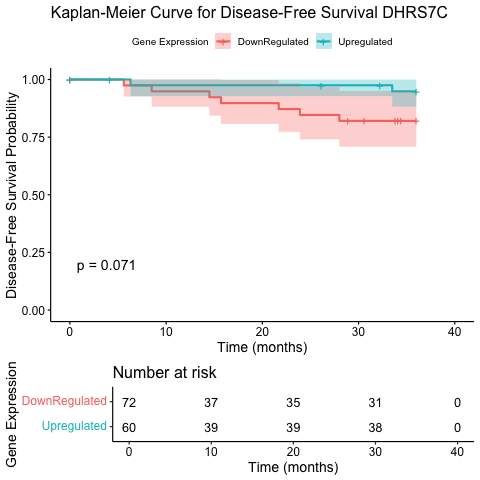 Kaplan-Meier Curve for Disease-Free Survival DHRS7C
Gene Expression DownRegulated Upregulated
Disease-Free Survival Probability
1.00
0.75
0.50
0.25
0.00
p = 0.071
0 10 20 30 40
Time (months)
Number at risk
Gene Expression
DownRegulated 72 37 35 31 0
Upregulated 60 39 39 38 0
0 10 20 30 40
Time (months)